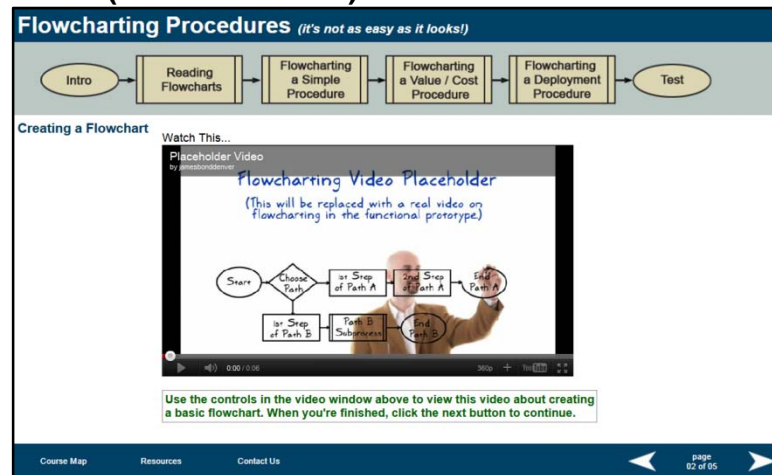 Flowcharting Procedures (it's not as easy as it looks!)
Intro
Reading
Flowcharts
Flowcharting
a Simple
Procedure
Flowcharting
a Value / Cost
Procedure
Flowcharting
a Deployment
Procedure
Test
Creating a Flowchart
Watch This...
Placeholder Video
by jamesbonddenver
Flowcharting Video Placeholder
(This will be replaced with a real video on
flowcharting in the functional prototype)
Start
Choose
Path
1st Step
of Path A
2nd Step
of Path A
End
Path A
1st Step
of Path B
Path B
Subprocess
End
Path B
0:00 / 0:06
360p
YouTube
Use the controls in the video window above to view this video about creating
a basic flowchart. When you're finished, click the next button to continue.
Course Map
Resources
Contact Us
page
02 of 05